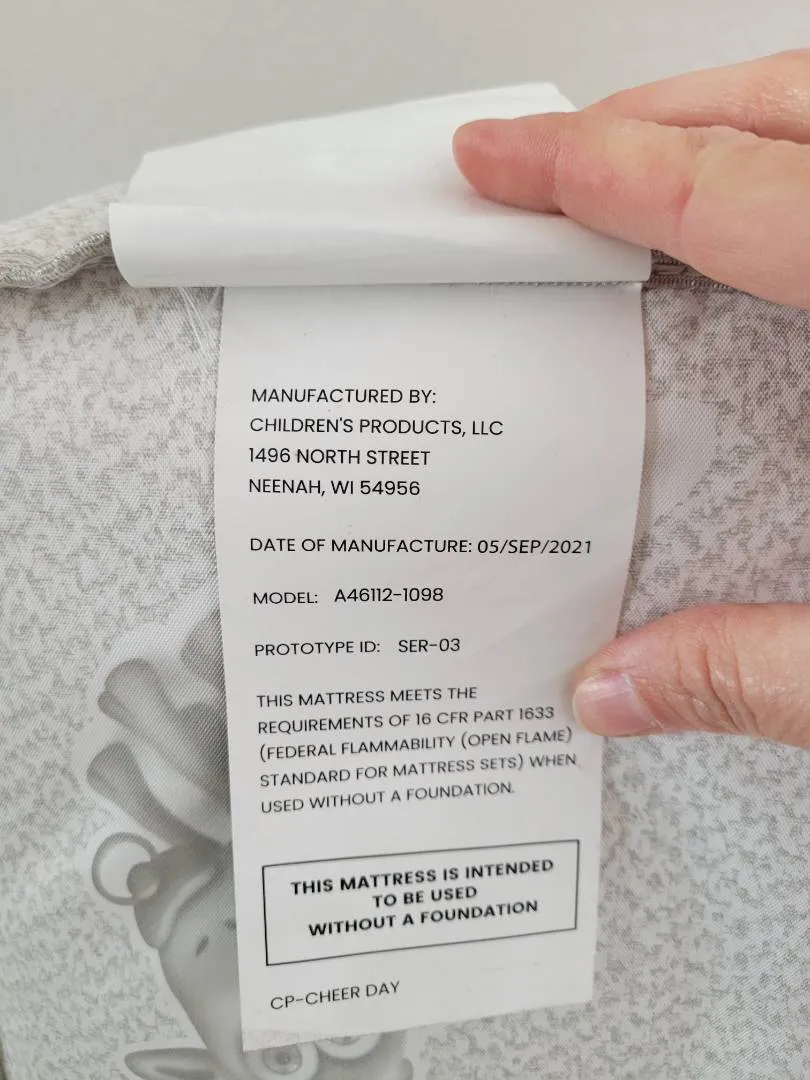 MANUFACTURED BY:
CHILDREN'S PRODUCTS, LLC
1496 NORTH STREET
NEENAH, WI 54956
DATE OF MANUFACTURE: 05/SEP/2021
MODEL: A46112-1098
PROTOTYPE ID: SER-03
THIS MATTRESS MEETS THE
REQUIREMENTS OF 16 CFR PART 1633
(FEDERAL FLAMMABILITY (OPEN FLAME)
STANDARD FOR MATTRESS SETS) WHEN
USED WITHOUT A FOUNDATION.
THIS MATTRESS IS INTENDED
TO BE USED
WITHOUT A FOUNDATION
CP-CHEER DAY